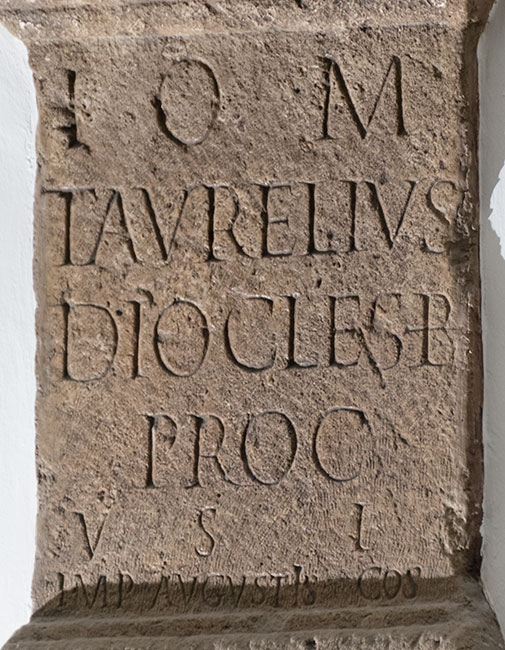 I O M
T AVRELIVS
DIOCLES B
PROC
V S L
IMP AVGVSTIS COS